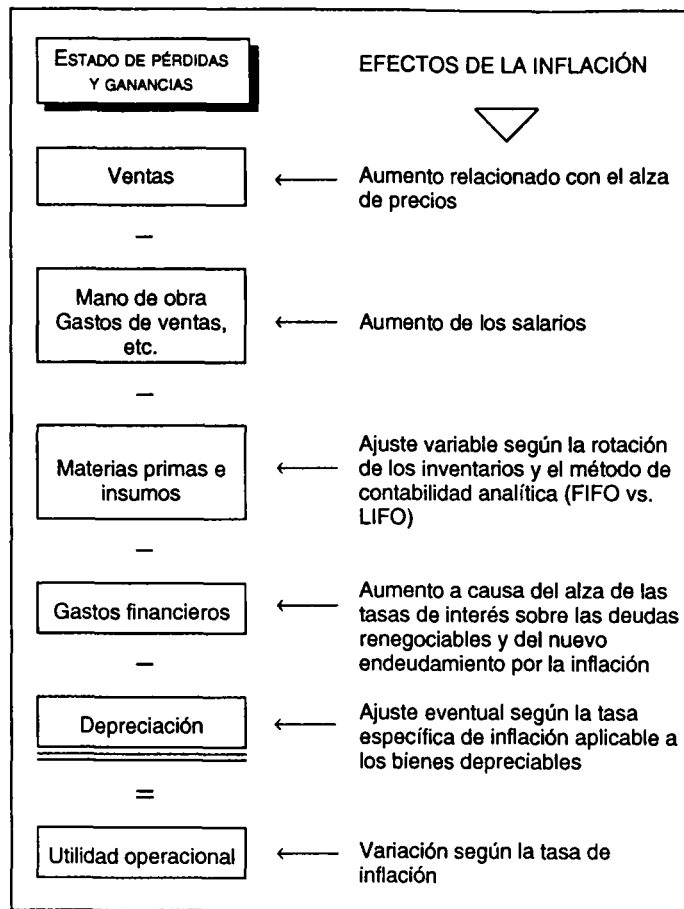 ESTADO DE PÉRDIDAS
Y GANANCIAS
EFECTOS DE LA INFLACIÓN
Ventas
Aumento relacionado con el alza
de precios
–
Mano de obra
Gastos de ventas,
etc.
Aumento de los salarios
–
Materias primas e
insumos
Ajuste variable según la rotación
de los inventarios y el método de
contabilidad analítica (FIFO vs.
LIFO)
–
Gastos financieros
Aumento a causa del alza de las
tasas de interés sobre las deudas
renegociables y del nuevo
endeudamiento por la inflación
–
Depreciación
Ajuste eventual según la tasa
específica de inflación aplicable a
los bienes depreciables
=
Utilidad operacional
Variación según la tasa de
inflación